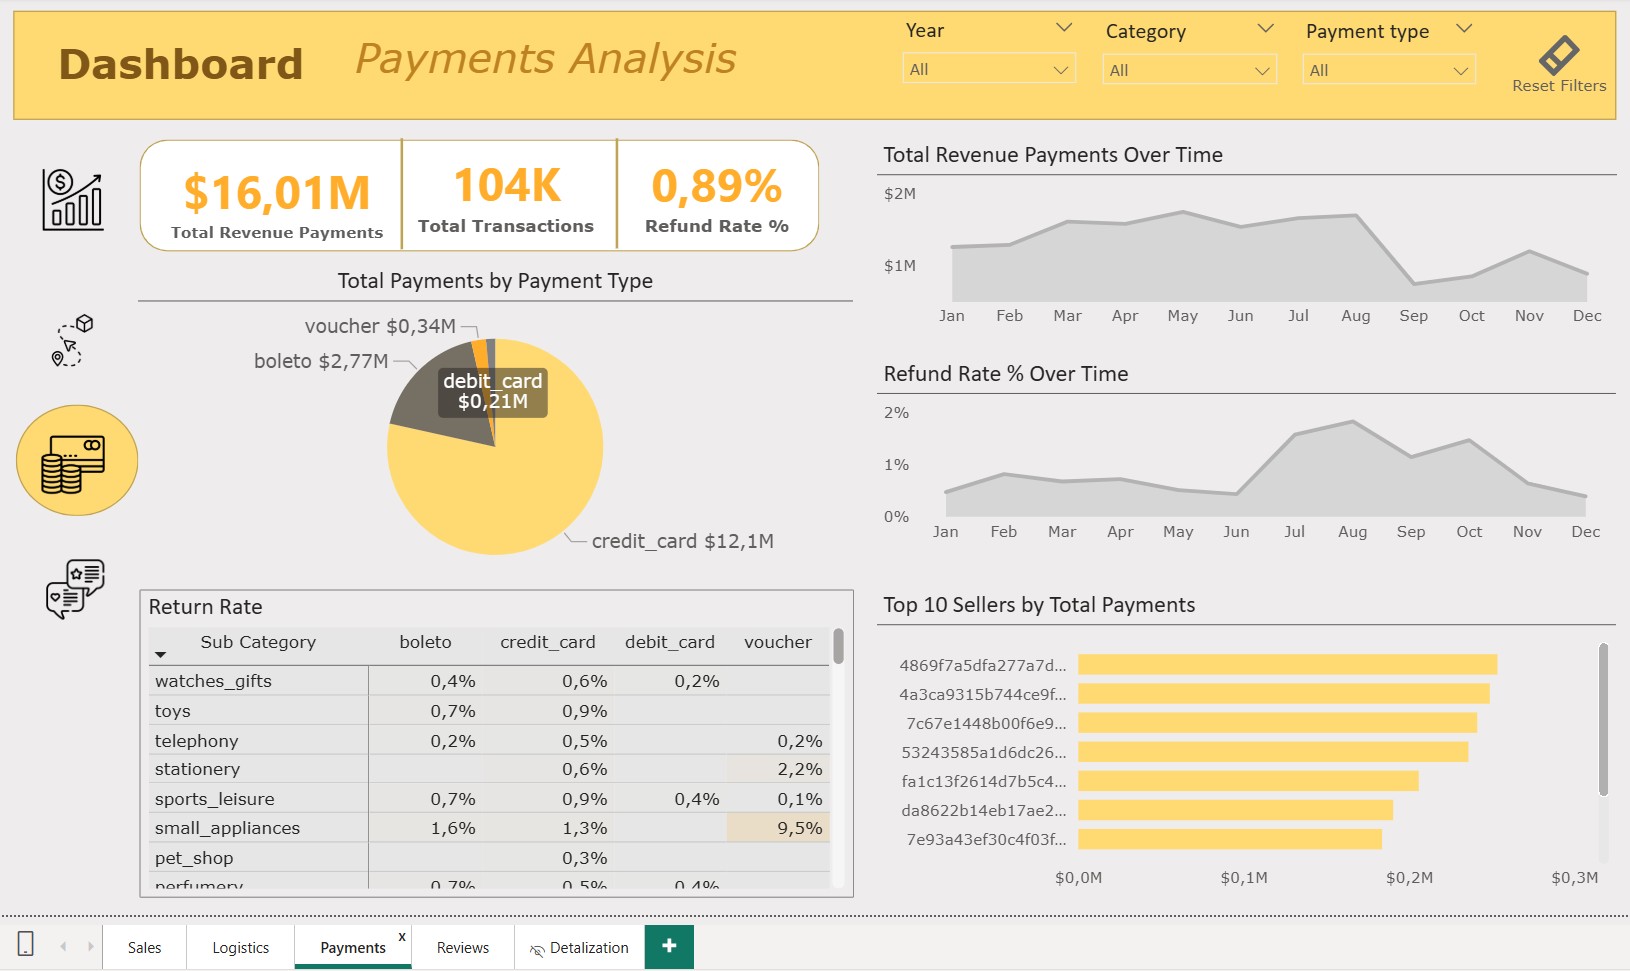 Dashboard
Payments Analysis
Year
All
Category
All
Payment type
All
Reset Filters
$16,01M
Total Revenue Payments
104K
Total Transactions
0,89%
Refund Rate %
Total Payments by Payment Type
voucher $0,34M
boleto $2,77M
debit_card
$0,21M
credit_card $12,1M
Return Rate
Sub Category boleto credit_card debit_card voucher
watches_gifts 0,4% 0,6% 0,2%
toys 0,7% 0,9%
telephony 0,2% 0,5% 0,2%
stationery 0,6% 2,2%
sports_leisure 0,7% 0,9% 0,4% 0,1%
small_appliances 1,6% 1,3% 9,5%
pet_shop 0,3%
perfumery 0,7% 0,5% 0,4%
Total Revenue Payments Over Time
$2M
$1M
Jan Feb Mar Apr May Jun Jul Aug Sep Oct Nov Dec
Refund Rate % Over Time
2%
1%
0%
Jan Feb Mar Apr May Jun Jul Aug Sep Oct Nov Dec
Top 10 Sellers by Total Payments
4869f7a5dfa277a7d...
4a3ca9315b744ce9f...
7c67e1448b00f6e9...
53243585a1d6dc26...
fa1c13f2614d7b5c4...
da8622b14eb17ae2...
7e93a43ef30c4f03f...
$0,0M $0,1M $0,2M $0,3M
Sales Logistics Payments x Reviews Detalization +